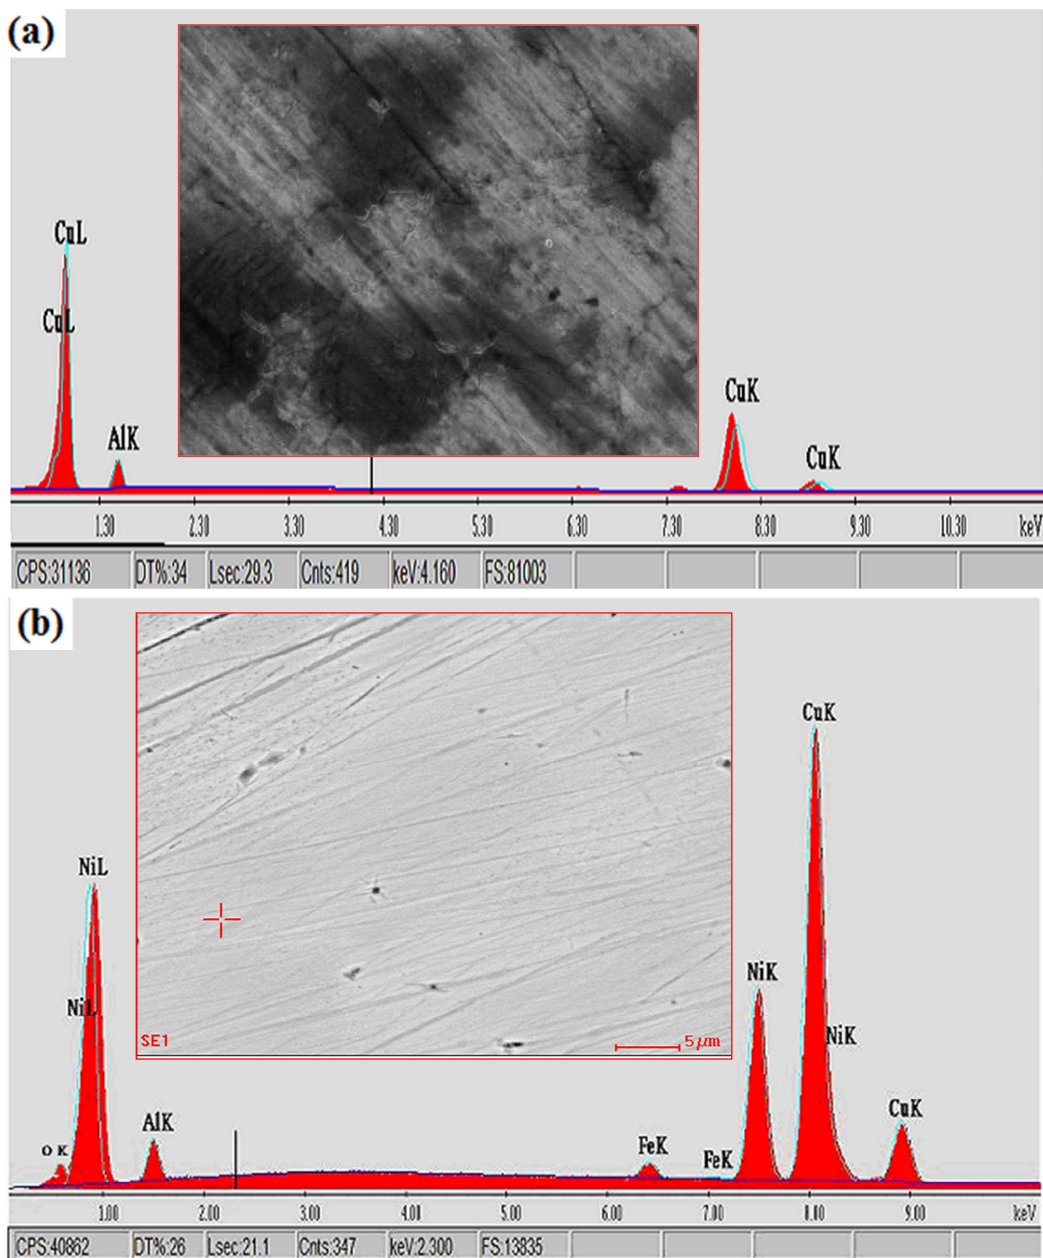 (a)
CuL
CuL
AlK
CuK
CuK
1.30 2.30 3.30 4.30 5.30 6.30 7.30 8.30 9.30 10.30 keV
CPS:31136 DT%:34 Lsec:29.3 Cnts:419 keV:4.160 FS:81003
(b)
CuK
NiL
NiK
NiL
NiK
SE1 5 µm
AlK
CuK
O K
FeK
FeK
1.00 2.00 3.00 4.00 5.00 6.00 7.00 8.00 9.00 keV
CPS:40862 DT%:26 Lsec:21.1 Cnts:347 keV:2.300 FS:13835